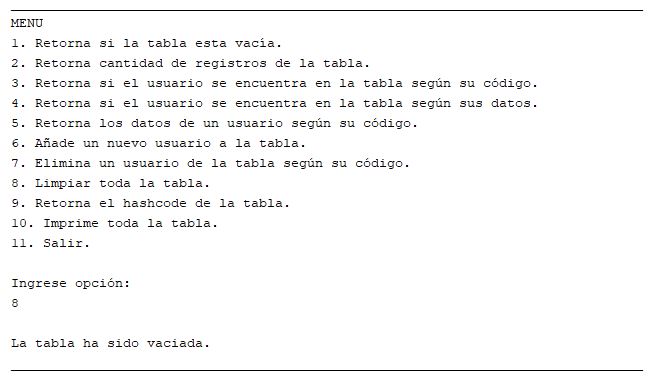 MENU
1. Retorna si la tabla esta vacía.
2. Retorna cantidad de registros de la tabla.
3. Retorna si el usuario se encuentra en la tabla según su código.
4. Retorna si el usuario se encuentra en la tabla según sus datos.
5. Retorna los datos de un usuario según su código.
6. Añade un nuevo usuario a la tabla.
7. Elimina un usuario de la tabla según su código.
8. Limpiar toda la tabla.
9. Retorna el hashcode de la tabla.
10. Imprime toda la tabla.
11. Salir.
Ingrese opción:
8
La tabla ha sido vaciada.